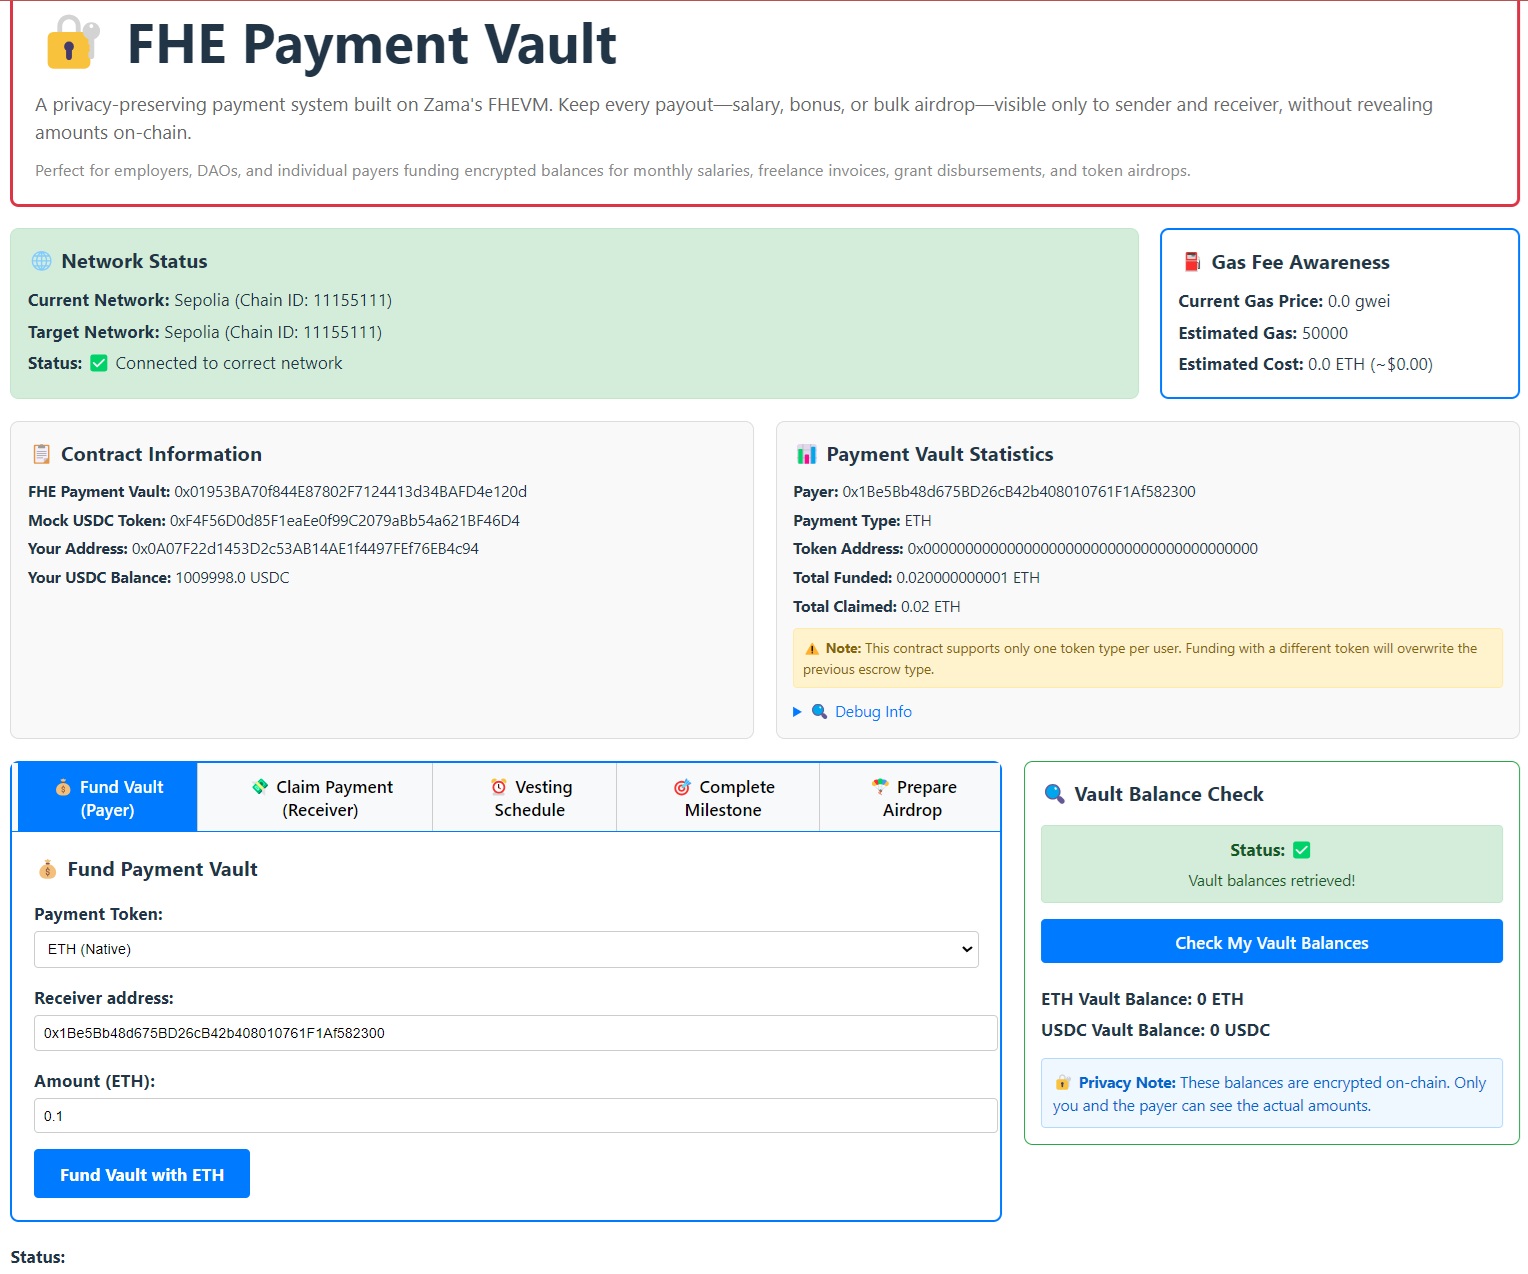 FHE Payment Vault
A privacy-preserving payment system built on Zama's FHEVM. Keep every payout—salary, bonus, or bulk airdrop—visible only to sender and receiver, without revealing
amounts on-chain.
Perfect for employers, DAOs, and individual payers funding encrypted balances for monthly salaries, freelance invoices, grant disbursements, and token airdrops.
Network Status
Current Network: Sepolia (Chain ID: 11155111)
Target Network: Sepolia (Chain ID: 11155111)
Status: ✅ Connected to correct network
Gas Fee Awareness
Current Gas Price: 0.0 gwei
Estimated Gas: 50000
Estimated Cost: 0.0 ETH (~$0.00)
Contract Information
FHE Payment Vault: 0x01953BA70f844E87802F7124413d34BAFD4e120d
Mock USDC Token: 0xF4F56D0d85F1eaEe0f99C2079aBb54a621BF46D4
Your Address: 0x0A07F22d1453D2c53AB14AE1f4497FEf76EB4c94
Your USDC Balance: 1009998.0 USDC
Payment Vault Statistics
Payer: 0x1Be5Bb48d675BD26cB42b408010761F1Af582300
Payment Type: ETH
Token Address: 0x0000000000000000000000000000000000000000
Total Funded: 0.020000000001 ETH
Total Claimed: 0.02 ETH
Note: This contract supports only one token type per user. Funding with a different token will overwrite the
previous escrow type.
Debug Info
Fund Vault
(Payer)
Claim Payment
(Receiver)
Vesting
Schedule
Complete
Milestone
Prepare
Airdrop
Fund Payment Vault
Payment Token:
ETH (Native)
Receiver address:
0x1Be5Bb48d675BD26cB42b408010761F1Af582300
Amount (ETH):
0.1
Fund Vault with ETH
Vault Balance Check
Status: ✅
Vault balances retrieved!
Check My Vault Balances
ETH Vault Balance: 0 ETH
USDC Vault Balance: 0 USDC
Privacy Note: These balances are encrypted on-chain. Only
you and the payer can see the actual amounts.
Status: